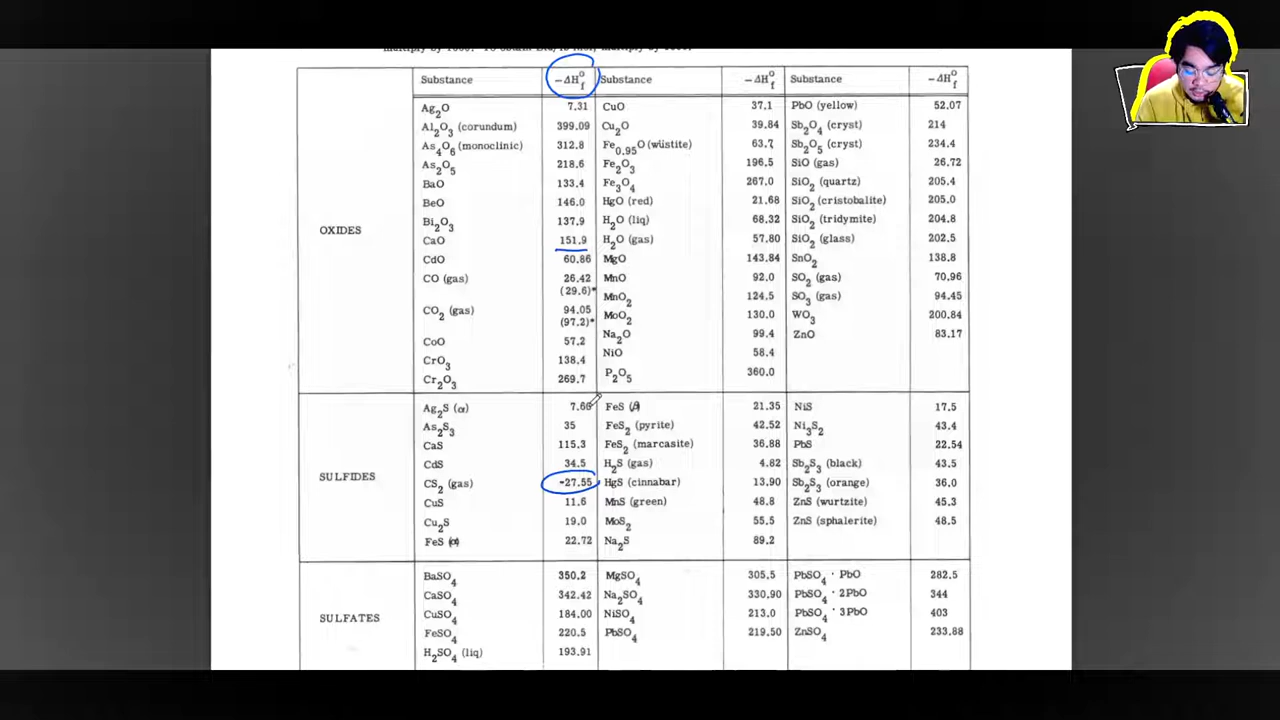 multiply by 1000. To obtain Btu/lb mol, multiply by 1800.
Substance -ΔH°f Substance -ΔH°f Substance -ΔH°f
OXIDES
Ag2O 7.31 CuO 37.1 PbO (yellow) 52.07
Al2O3 (corundum) 399.09 Cu2O 39.84 Sb2O4 (cryst) 214
As4O6 (monoclinic) 312.8 Fe0.95O (wüstite) 63.7 Sb2O5 (cryst) 234.4
As2O5 218.6 Fe2O3 196.5 SiO (gas) 26.72
BaO 133.4 Fe3O4 267.0 SiO2 (quartz) 205.4
BeO 146.0 HgO (red) 21.68 SiO2 (cristobalite) 205.0
Bi2O3 137.9 H2O (liq) 68.32 SiO2 (tridymite) 204.8
CaO 151.9 H2O (gas) 57.80 SiO2 (glass) 202.5
CdO 60.86 MgO 143.84 SnO2 138.8
CO (gas) 26.42 MnO 92.0 SO2 (gas) 70.96
(29.6)* MnO2 124.5 SO3 (gas) 94.45
CO2 (gas) 94.05 MoO2 130.0 WO3 200.84
(97.2)* Na2O 99.4 ZnO 83.17
CoO 57.2 NiO 58.4
CrO3 138.4 P2O5 360.0
Cr2O3 269.7
SULFIDES
Ag2S (α) 7.66 FeS (β) 21.35 NiS 17.5
As2S3 35 FeS2 (pyrite) 42.52 Ni3S2 43.4
CaS 115.3 FeS2 (marcasite) 36.88 PbS 22.54
CdS 34.5 H2S (gas) 4.82 Sb2S3 (black) 43.5
CS2 (gas) -27.55 HgS (cinnabar) 13.90 Sb2S3 (orange) 36.0
CuS 11.6 MnS (green) 48.8 ZnS (wurtzite) 45.3
Cu2S 19.0 MoS2 55.5 ZnS (sphalerite) 48.5
FeS (α) 22.72 Na2S 89.2
SULFATES
BaSO4 350.2 MgSO4 305.5 PbSO4 · PbO 282.5
CaSO4 342.42 Na2SO4 330.90 PbSO4 · 2PbO 344
CuSO4 184.00 NiSO4 213.0 PbSO4 · 3PbO 403
FeSO4 220.5 PbSO4 219.50 ZnSO4 233.88
H2SO4 (liq) 193.91